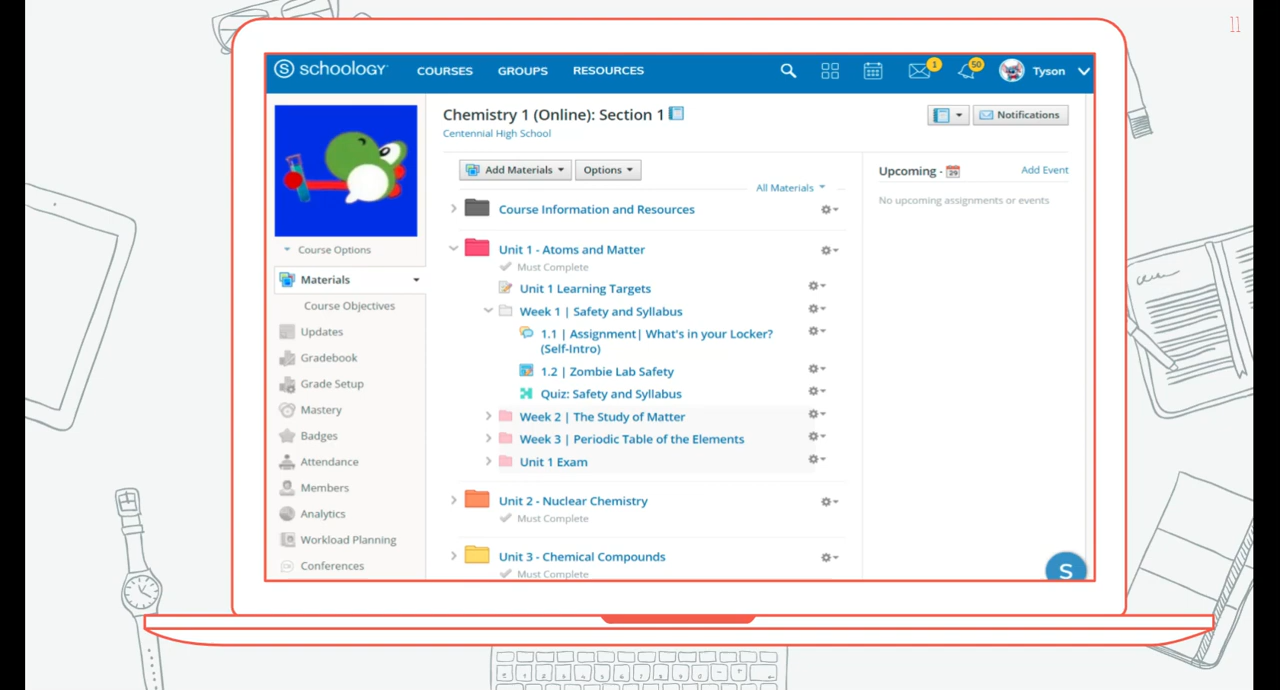 11
schoology
COURSES GROUPS RESOURCES 1 50 Tyson
Chemistry 1 (Online): Section 1
Notifications
Centennial High School
Add Materials Options
All Materials
Upcoming · 29 Add Event
No upcoming assignments or events
Course Options
Materials
Course Objectives
Updates
Gradebook
Grade Setup
Mastery
Badges
Attendance
Members
Analytics
Workload Planning
Conferences
Course Information and Resources
Unit 1 - Atoms and Matter
Must Complete
Unit 1 Learning Targets
Week 1 | Safety and Syllabus
1.1 | Assignment| What's in your Locker?
(Self-Intro)
1.2 | Zombie Lab Safety
Quiz: Safety and Syllabus
Week 2 | The Study of Matter
Week 3 | Periodic Table of the Elements
Unit 1 Exam
Unit 2 - Nuclear Chemistry
Must Complete
Unit 3 - Chemical Compounds
Must Complete
S